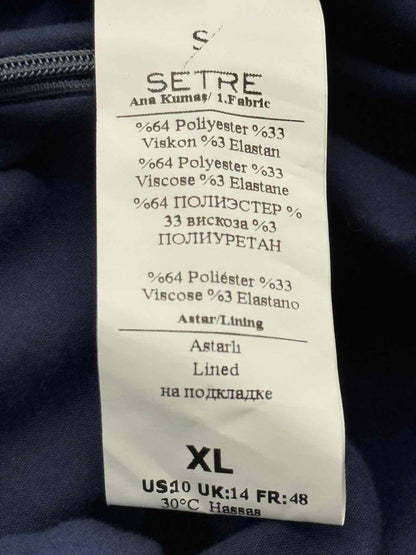 S
SETRE
Ana Kumaş/ 1.Fabric
%64 Poliyester %33
Viskon %3 Elastan
%64 Polyester %33
Viscose %3 Elastane
%64 ПОЛИЭСТЕР %
33 вискоза %3
ПОЛИУРЕТАН
%64 Poliéster %33
Viscose %3 Elastano
Astar/Lining
Astarlı
Lined
на подкладке
XL
US:10 UK:14 FR:48
30°C Hassas